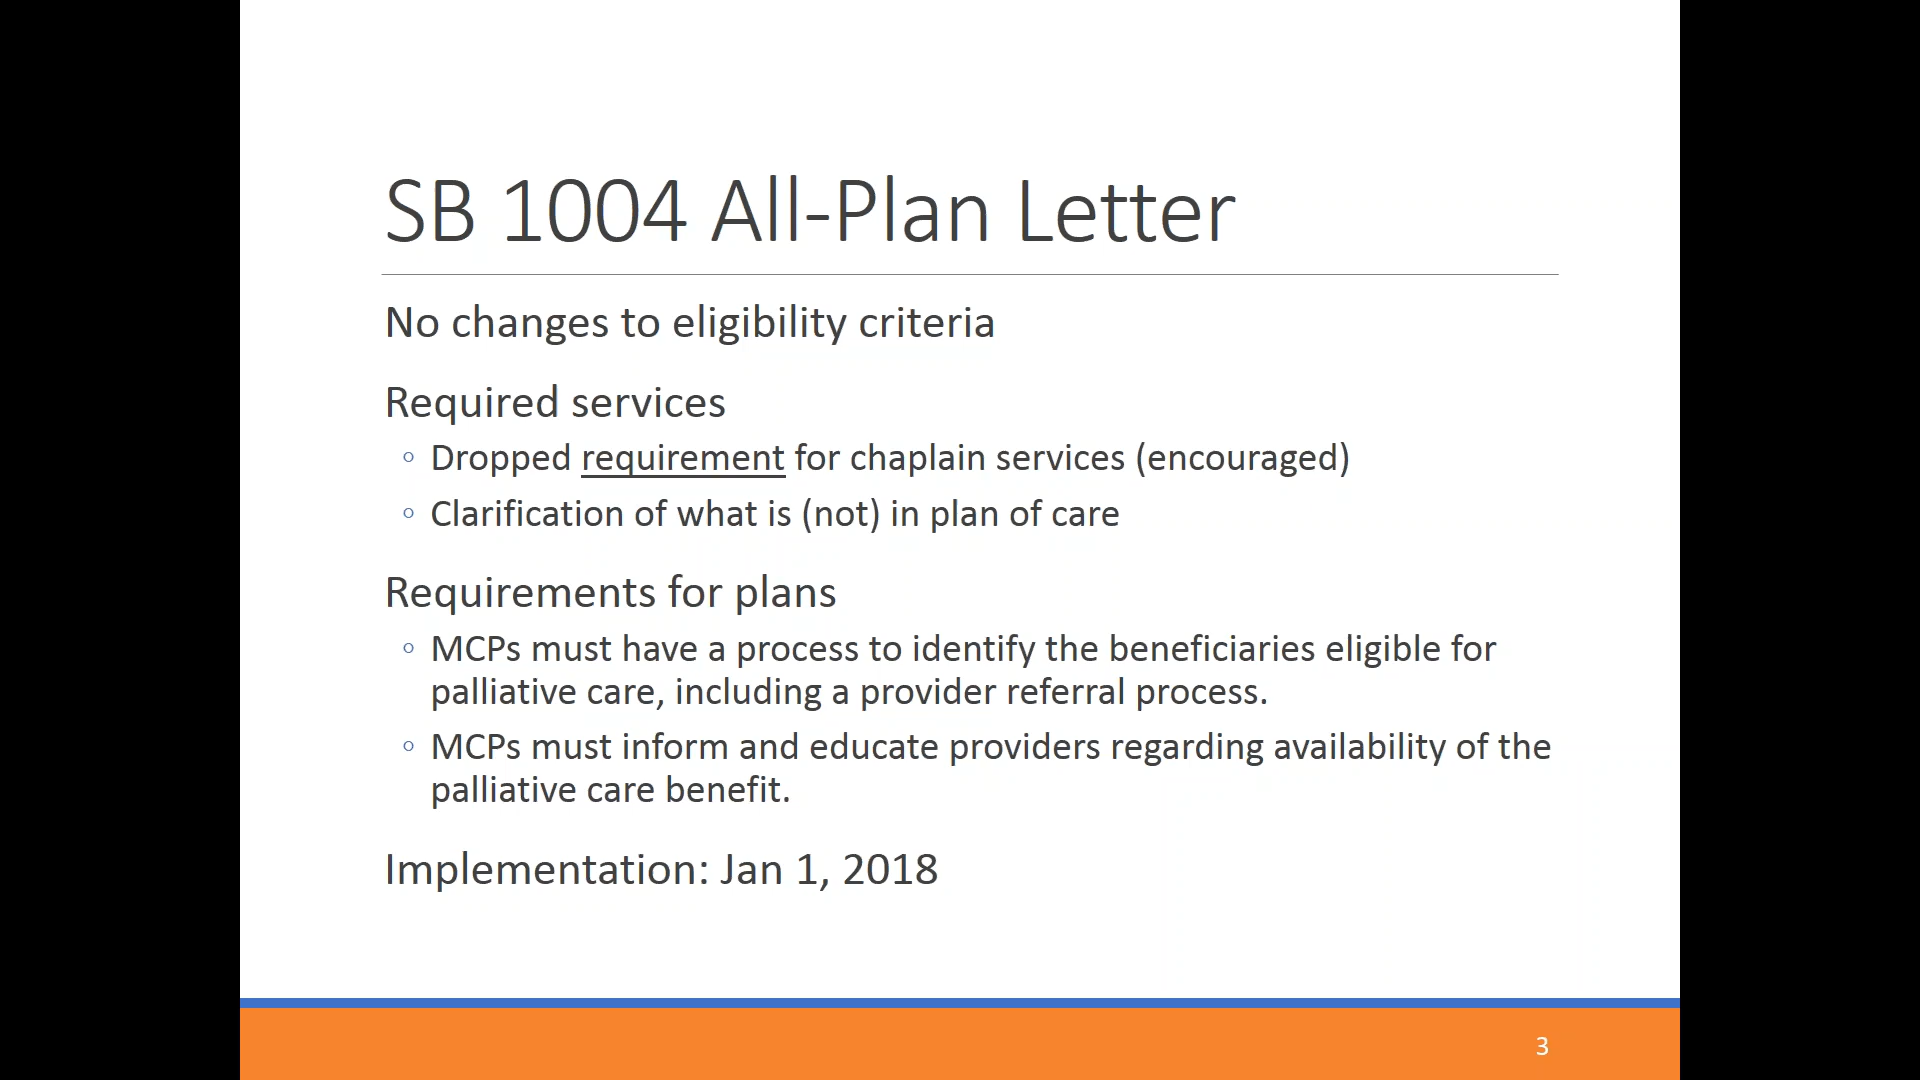 SB 1004 All-Plan Letter
No changes to eligibility criteria
Required services
◦ Dropped requirement for chaplain services (encouraged)
◦ Clarification of what is (not) in plan of care
Requirements for plans
◦ MCPs must have a process to identify the beneficiaries eligible for
palliative care, including a provider referral process.
◦ MCPs must inform and educate providers regarding availability of the
palliative care benefit.
Implementation: Jan 1, 2018
3